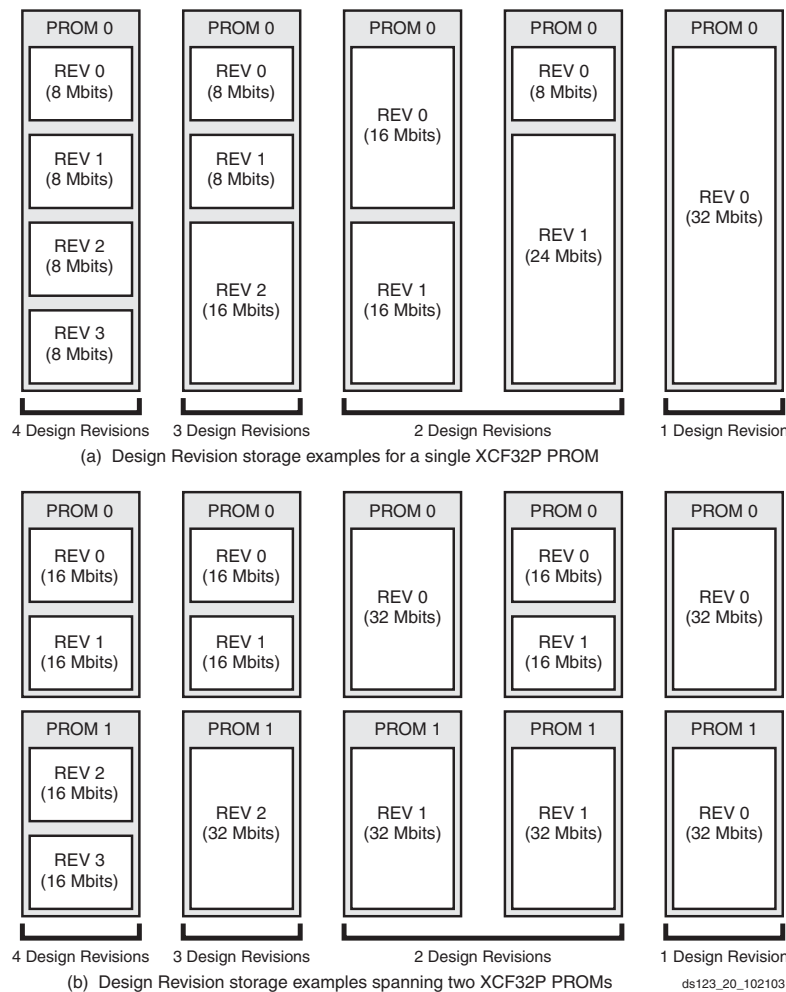 PROM 0
REV 0
(8 Mbits)
REV 1
(8 Mbits)
REV 2
(8 Mbits)
REV 3
(8 Mbits)
4 Design Revisions
PROM 0
REV 0
(8 Mbits)
REV 1
(8 Mbits)
REV 2
(16 Mbits)
3 Design Revisions
PROM 0
REV 0
(16 Mbits)
REV 1
(16 Mbits)
PROM 0
REV 0
(8 Mbits)
REV 1
(24 Mbits)
2 Design Revisions
PROM 0
REV 0
(32 Mbits)
1 Design Revision
(a) Design Revision storage examples for a single XCF32P PROM
PROM 0
REV 0
(16 Mbits)
REV 1
(16 Mbits)
PROM 1
REV 2
(16 Mbits)
REV 3
(16 Mbits)
4 Design Revisions
PROM 0
REV 0
(16 Mbits)
REV 1
(16 Mbits)
PROM 1
REV 2
(32 Mbits)
3 Design Revisions
PROM 0
REV 0
(32 Mbits)
PROM 1
REV 1
(32 Mbits)
PROM 0
REV 0
(16 Mbits)
REV 1
(16 Mbits)
PROM 1
REV 1
(32 Mbits)
2 Design Revisions
PROM 0
REV 0
(32 Mbits)
PROM 1
REV 0
(32 Mbits)
1 Design Revision
(b) Design Revision storage examples spanning two XCF32P PROMs
ds123_20_102103